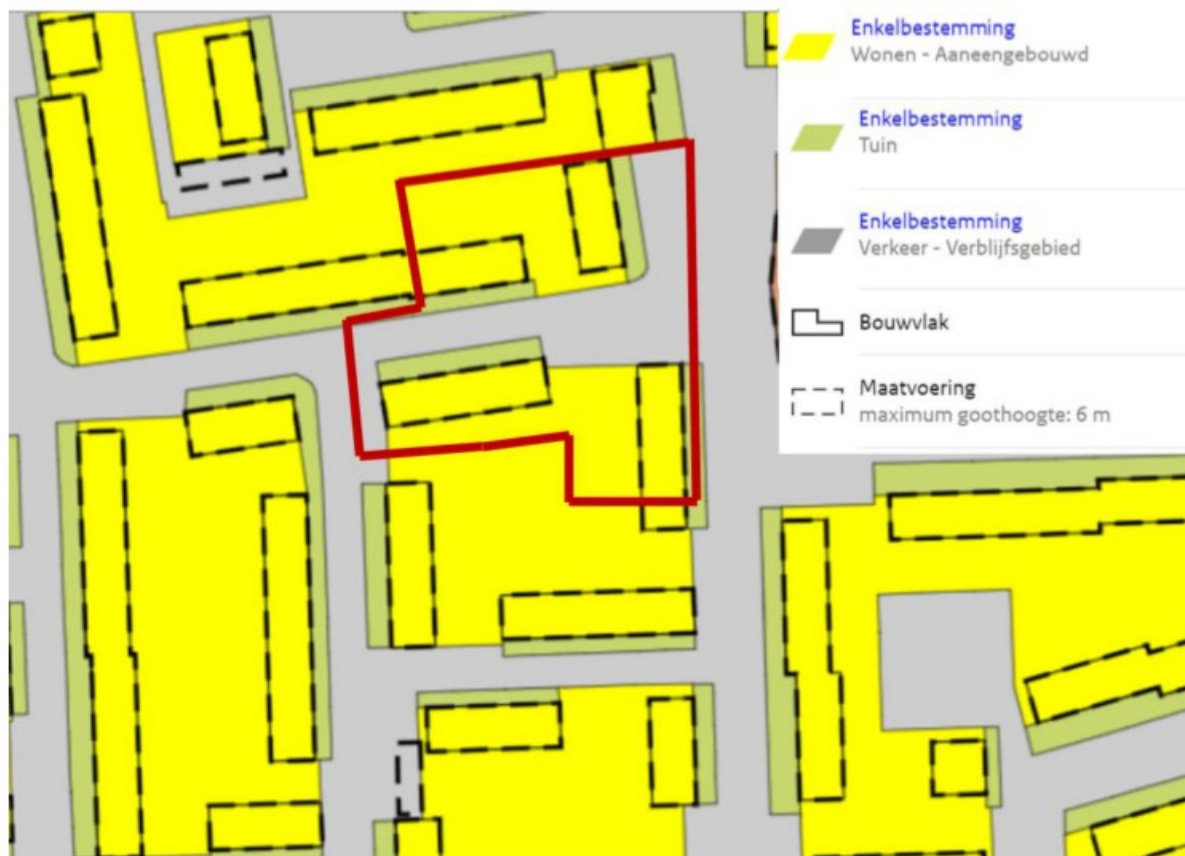 Enkelbestemming
Wonen - Aaneengebouwd
Enkelbestemming
Tuin
Enkelbestemming
Verkeer - Verblijfsgebied
Bouwvlak
Maatvoering
maximum goothoogte: 6 m